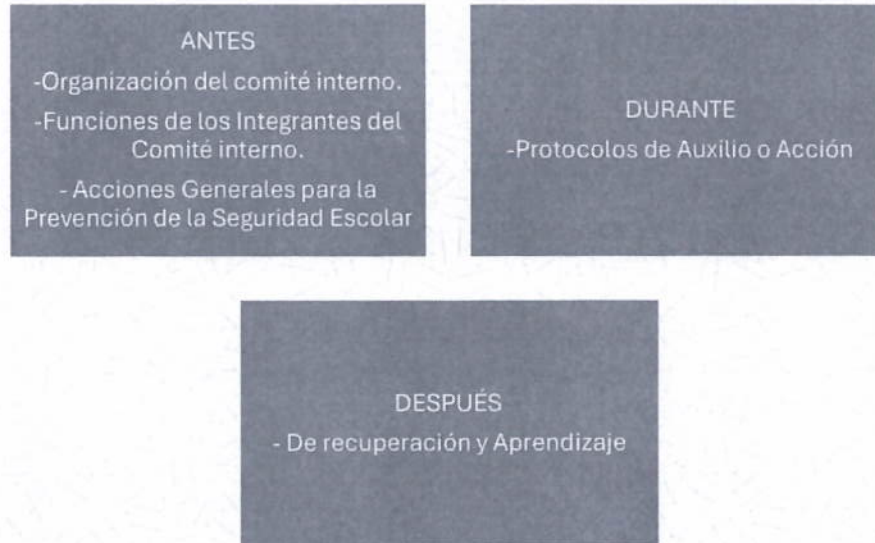 ANTES
-Organización del comité interno.
-Funciones de los Integrantes del
Comité interno.
- Acciones Generales para la
Prevención de la Seguridad Escolar
DURANTE
-Protocolos de Auxilio o Acción
DESPUÉS
- De recuperación y Aprendizaje